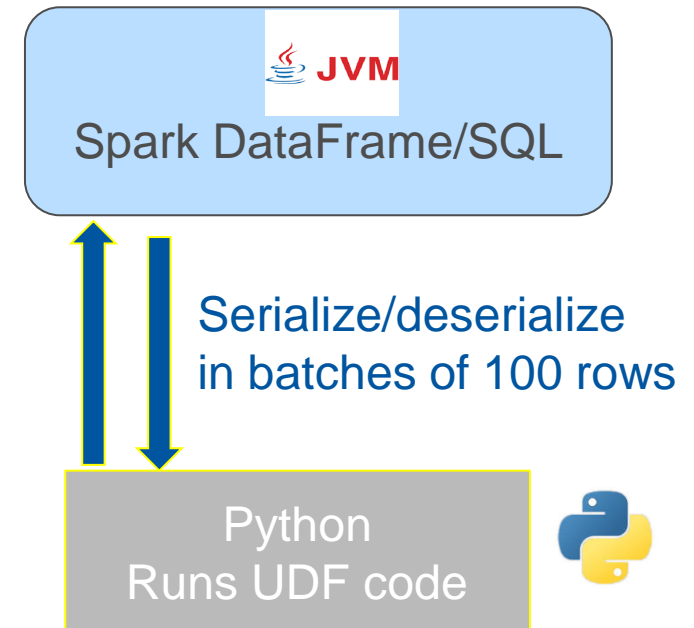 JVM
Spark DataFrame/SQL
Serialize/deserialize
in batches of 100 rows
Python
Runs UDF code